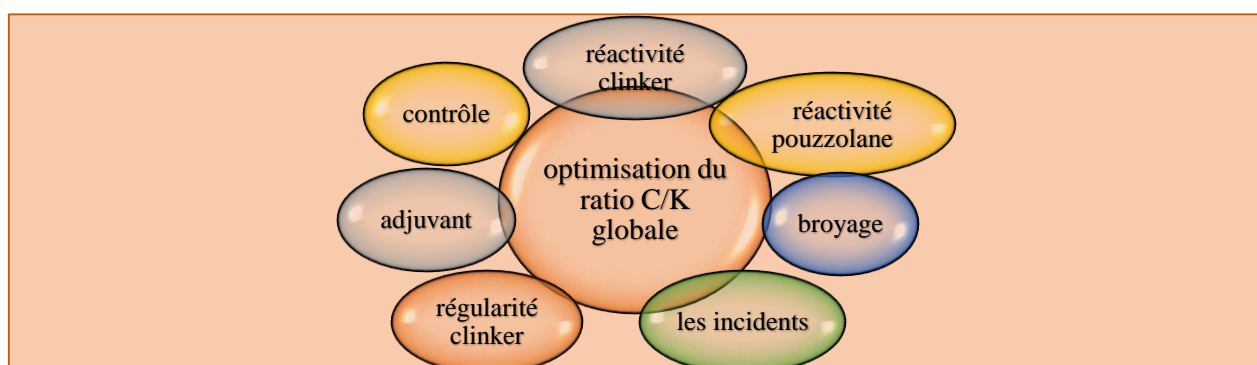 réactivité
clinker
contrôle
réactivité
pouzzolane
optimisation du
ratio C/K
globale
adjuvant
broyage
régularité
clinker
les incidents